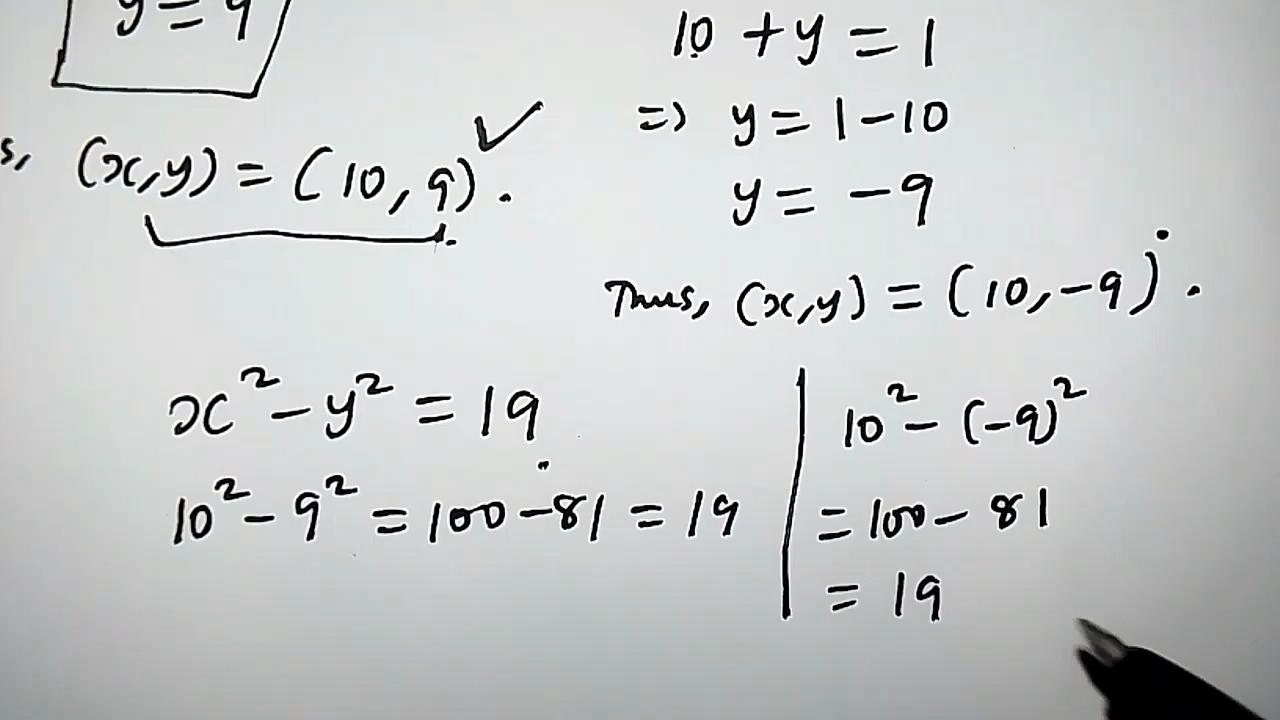 y = 9
s, (x,y) = (10, 9) ✓.
10 + y = 1
=> y = 1 - 10
y = -9
Thus, (x,y) = (10, -9).
x² - y² = 19
10² - 9² = 100 - 81 = 19
10² - (-9)²
= 100 - 81
= 19